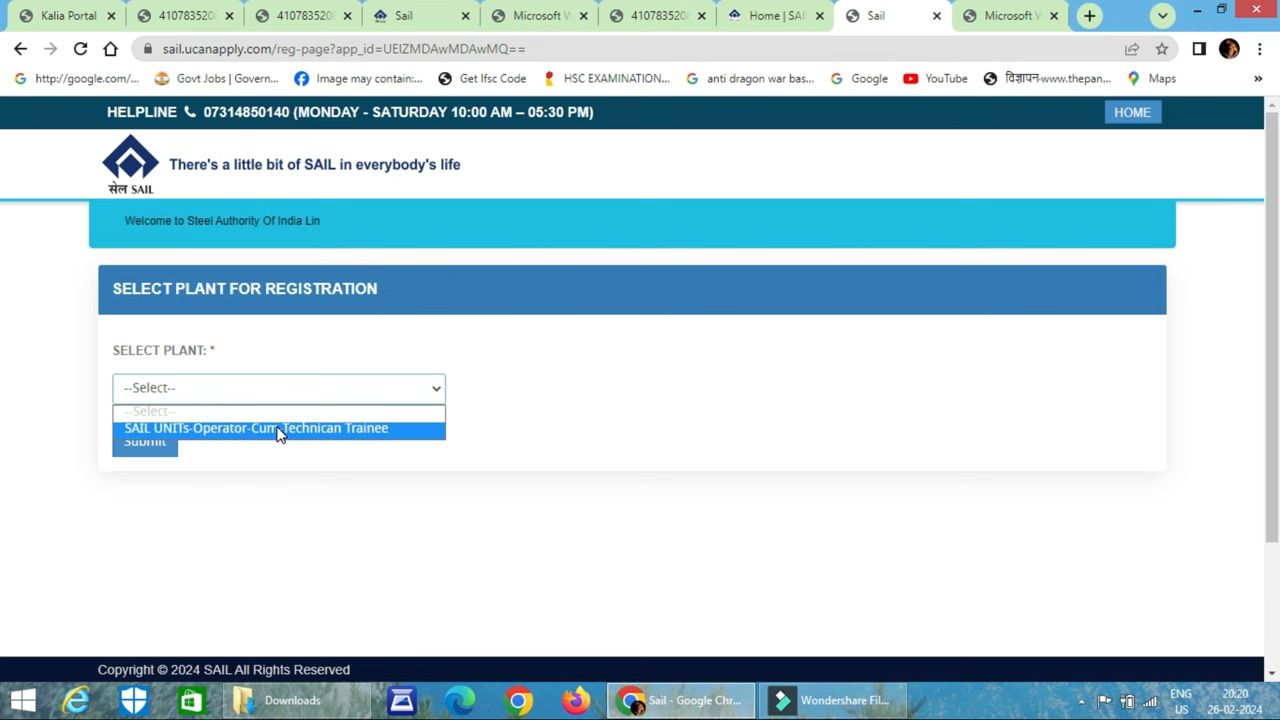 Kalia Portal
4107835208
4107835208
Sail
Microsoft W
4107835208
Home | SAI
Sail
Microsoft W
sail.ucanapply.com/reg-page?app_id=UElZMDAwMDAwMQ==
http://google.com/...
Govt Jobs | Govern...
Image may contain:...
Get Ifsc Code
HSC EXAMINATION...
anti dragon war bas...
Google
YouTube
विज्ञापन-www.thepan...
Maps
»
HELPLINE 07314850140 (MONDAY - SATURDAY 10:00 AM – 05:30 PM)
HOME
सेल SAIL
There's a little bit of SAIL in everybody's life
Welcome to Steel Authority Of India Lin
SELECT PLANT FOR REGISTRATION
SELECT PLANT: *
--Select--
--Select--
SAIL UNITs-Operator-Cum-Technican Trainee
Submit
Copyright © 2024 SAIL All Rights Reserved
Downloads
Sail - Google Chr...
Wondershare Fil...
ENG
US
20:20
26-02-2024